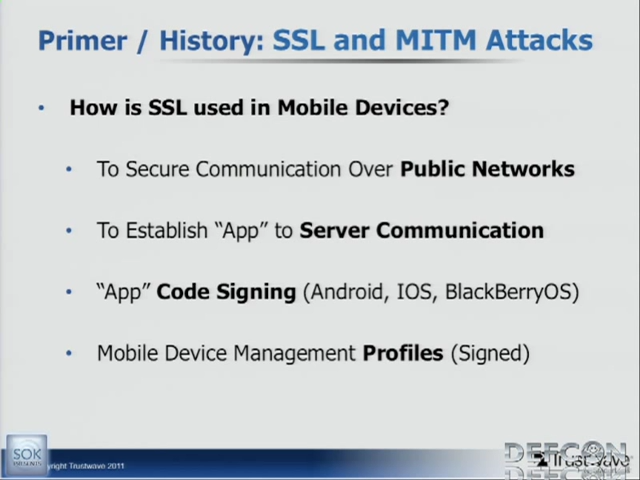 Primer / History: SSL and MITM Attacks
• How is SSL used in Mobile Devices?
• To Secure Communication Over Public Networks
• To Establish “App” to Server Communication
• “App” Code Signing (Android, IOS, BlackBerryOS)
• Mobile Device Management Profiles (Signed)
SOK
pyright Trustwave 2011
DEFCON
Trustwave